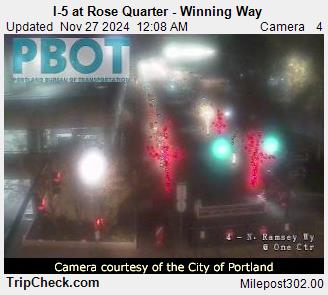 I-5 at Rose Quarter - Winning Way
Updated Nov 27 2024 12:08 AM Camera 4
PBOT
PORTLAND BUREAU OF TRANSPORTATION
4 - N. Ramsey Wy
@ One Ctr
Camera courtesy of the City of Portland
TripCheck.com Milepost302.00